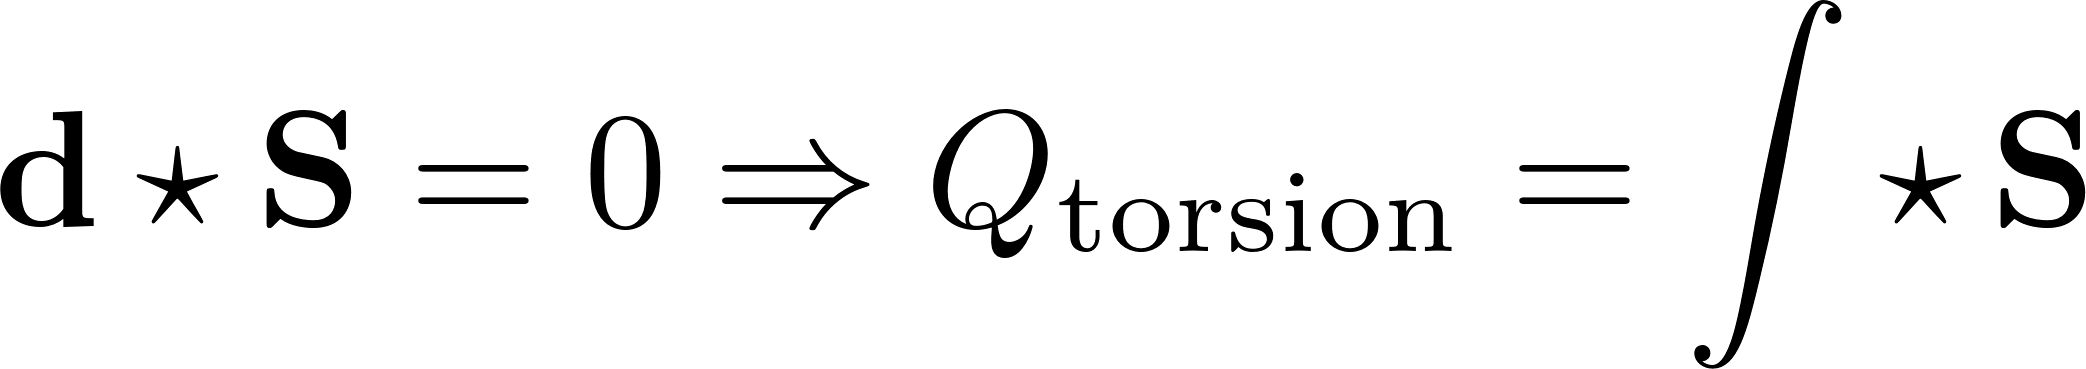 d ⋆ S = 0 ⇒ Q_torsion = ∫ ⋆ S